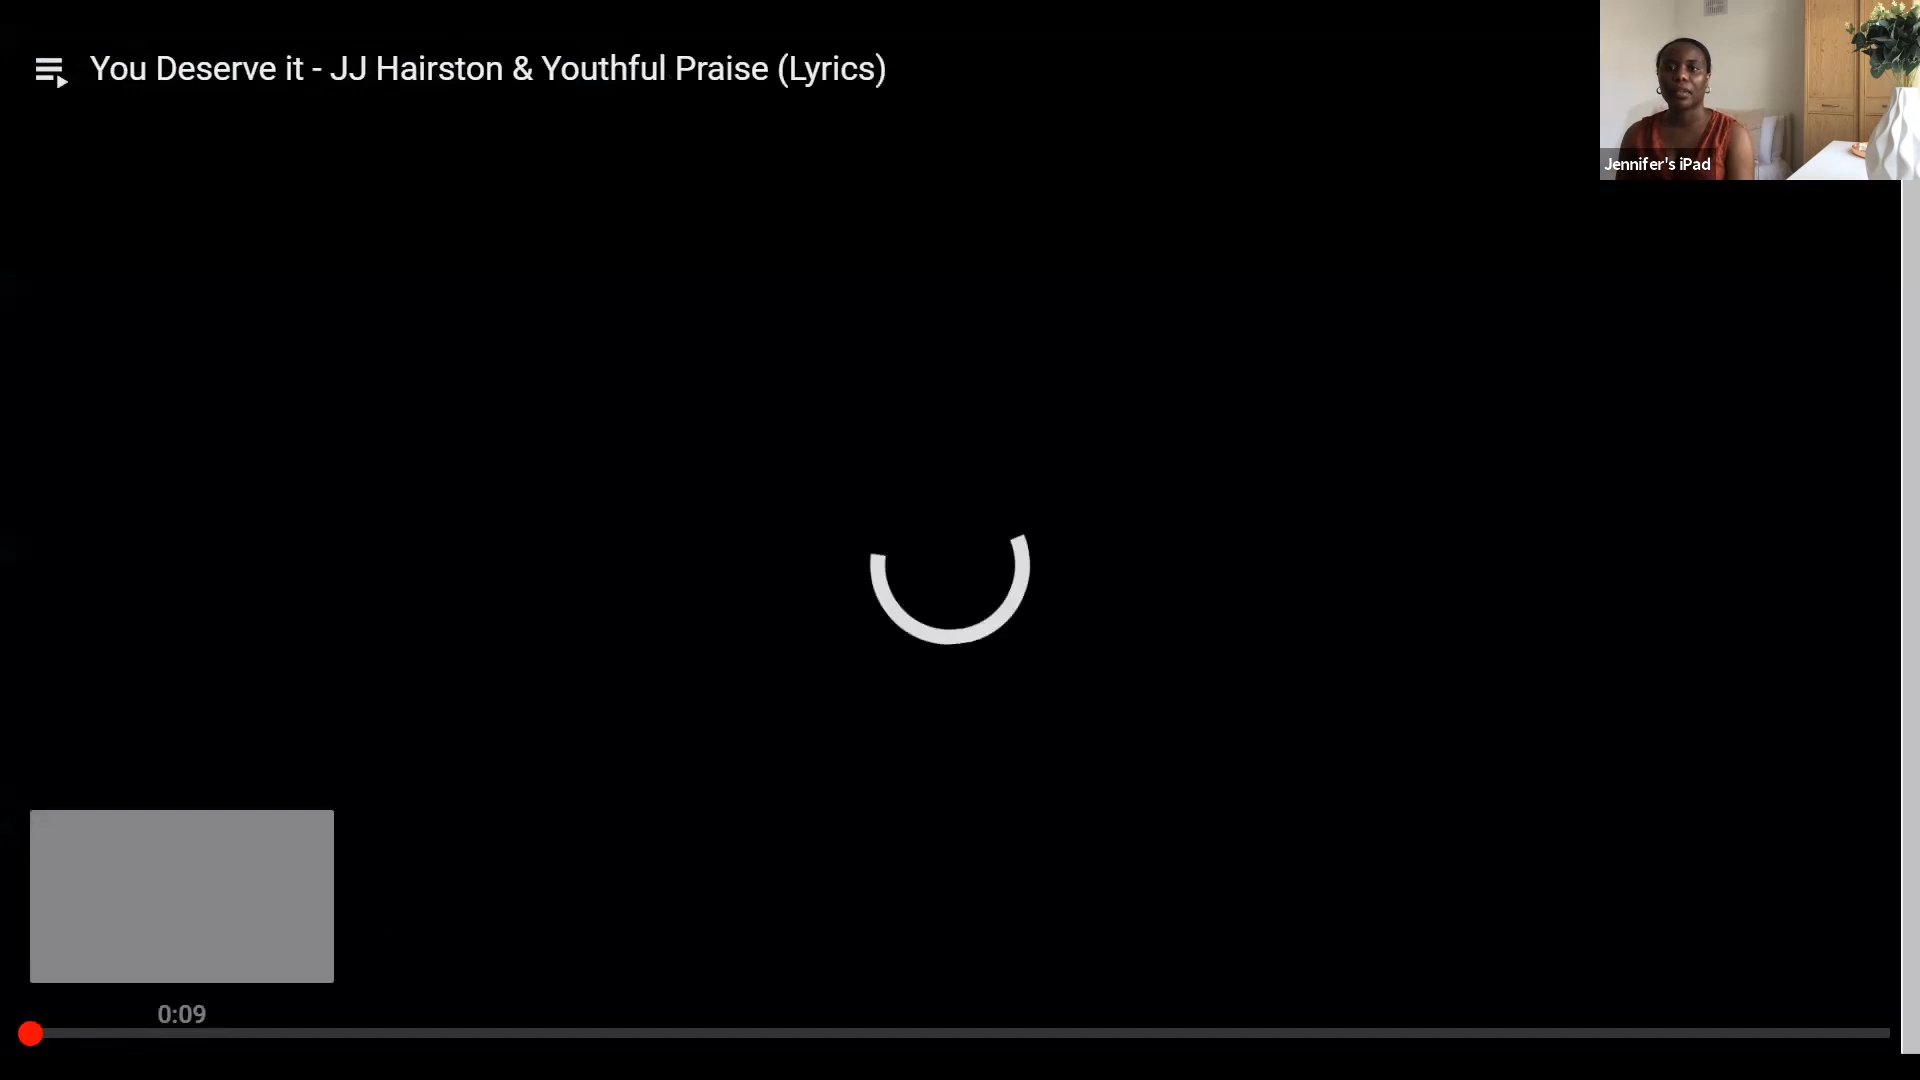 You Deserve it - JJ Hairston & Youthful Praise (Lyrics)
Jennifer's iPad
0:09